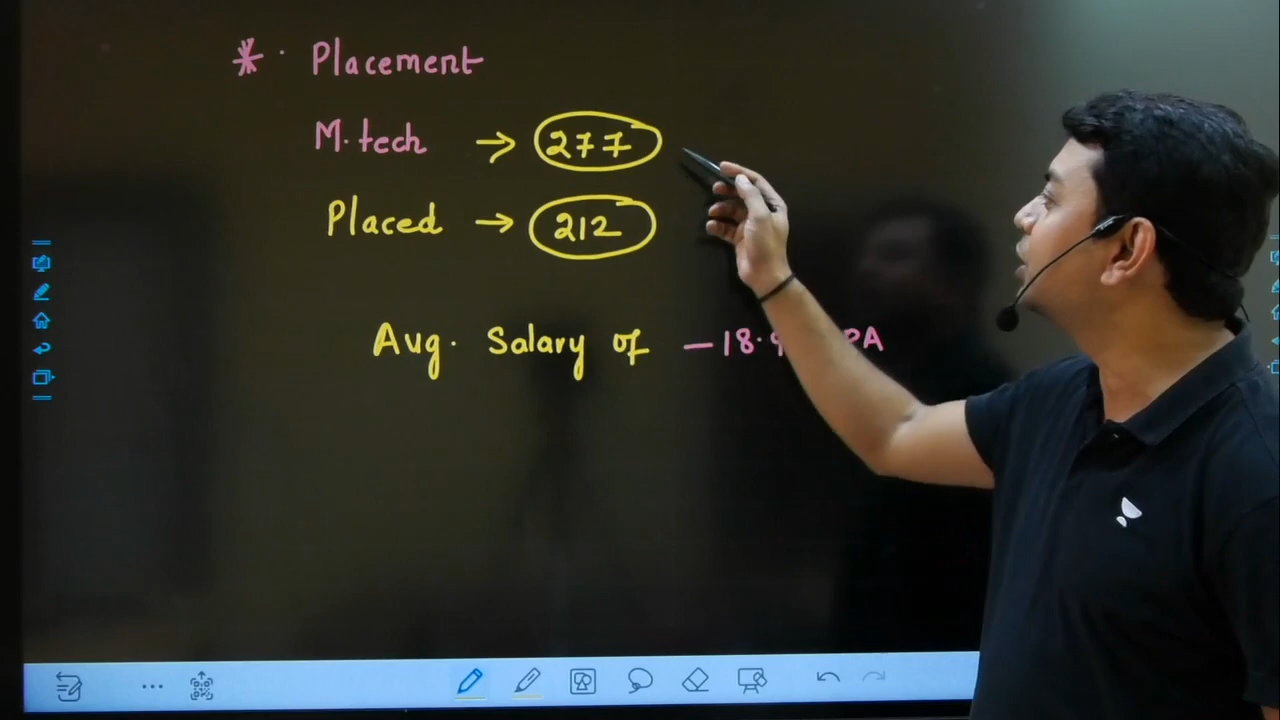 * · Placement
M.tech → 277
Placed → 212
Avg. Salary of –18.